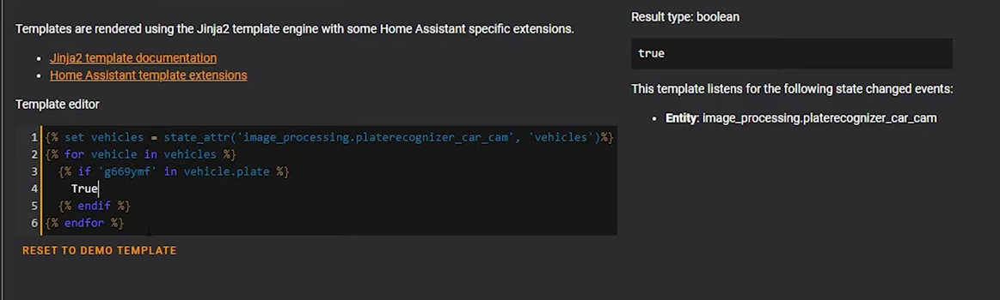 Templates are rendered using the Jinja2 template engine with some Home Assistant specific extensions.
• Jinja2 template documentation
• Home Assistant template extensions
Template editor
1 {% set vehicles = state_attr('image_processing.platerecognizer_car_cam', 'vehicles')%}
2 {% for vehicle in vehicles %}
3 {% if 'g669ymf' in vehicle.plate %}
4 True
5 {% endif %}
6 {% endfor %}
RESET TO DEMO TEMPLATE
Result type: boolean
true
This template listens for the following state changed events:
• Entity: image_processing.platerecognizer_car_cam